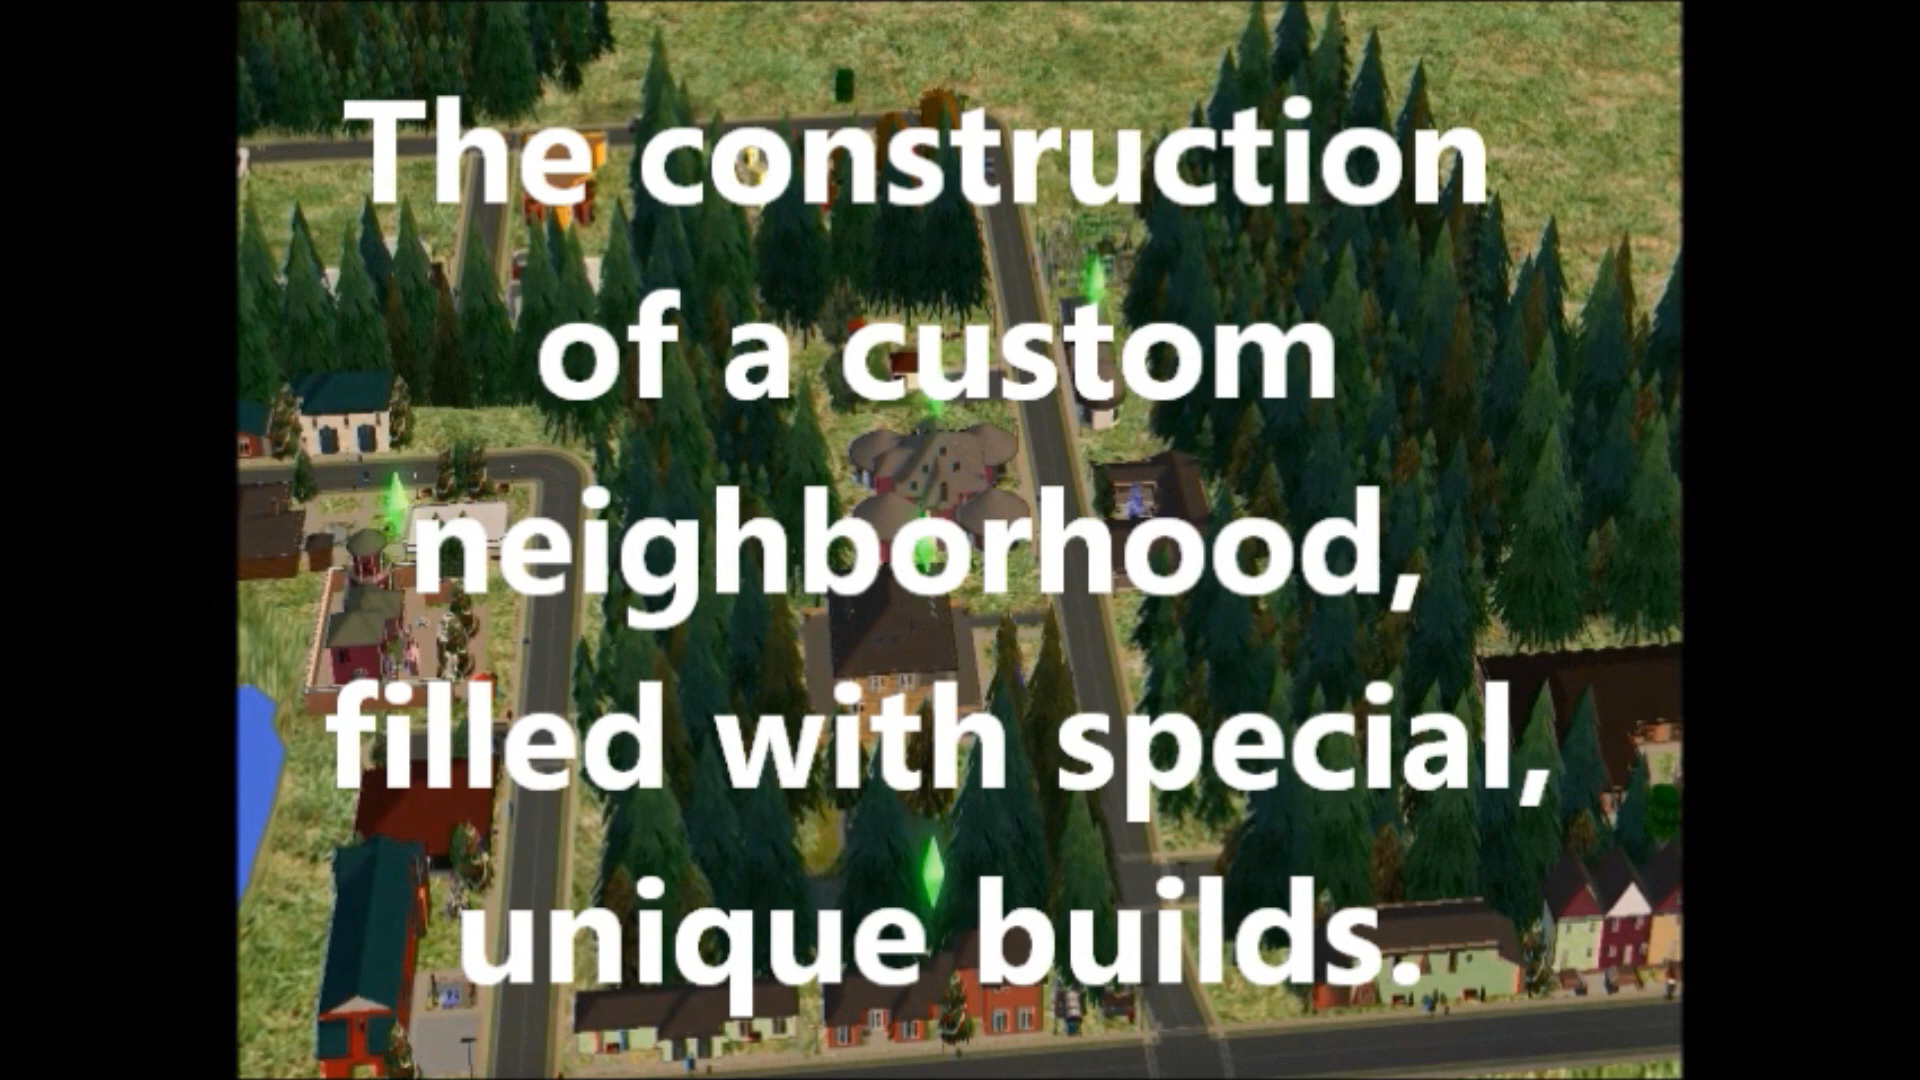 The construction
of a custom
neighborhood,
filled with special,
unique builds.